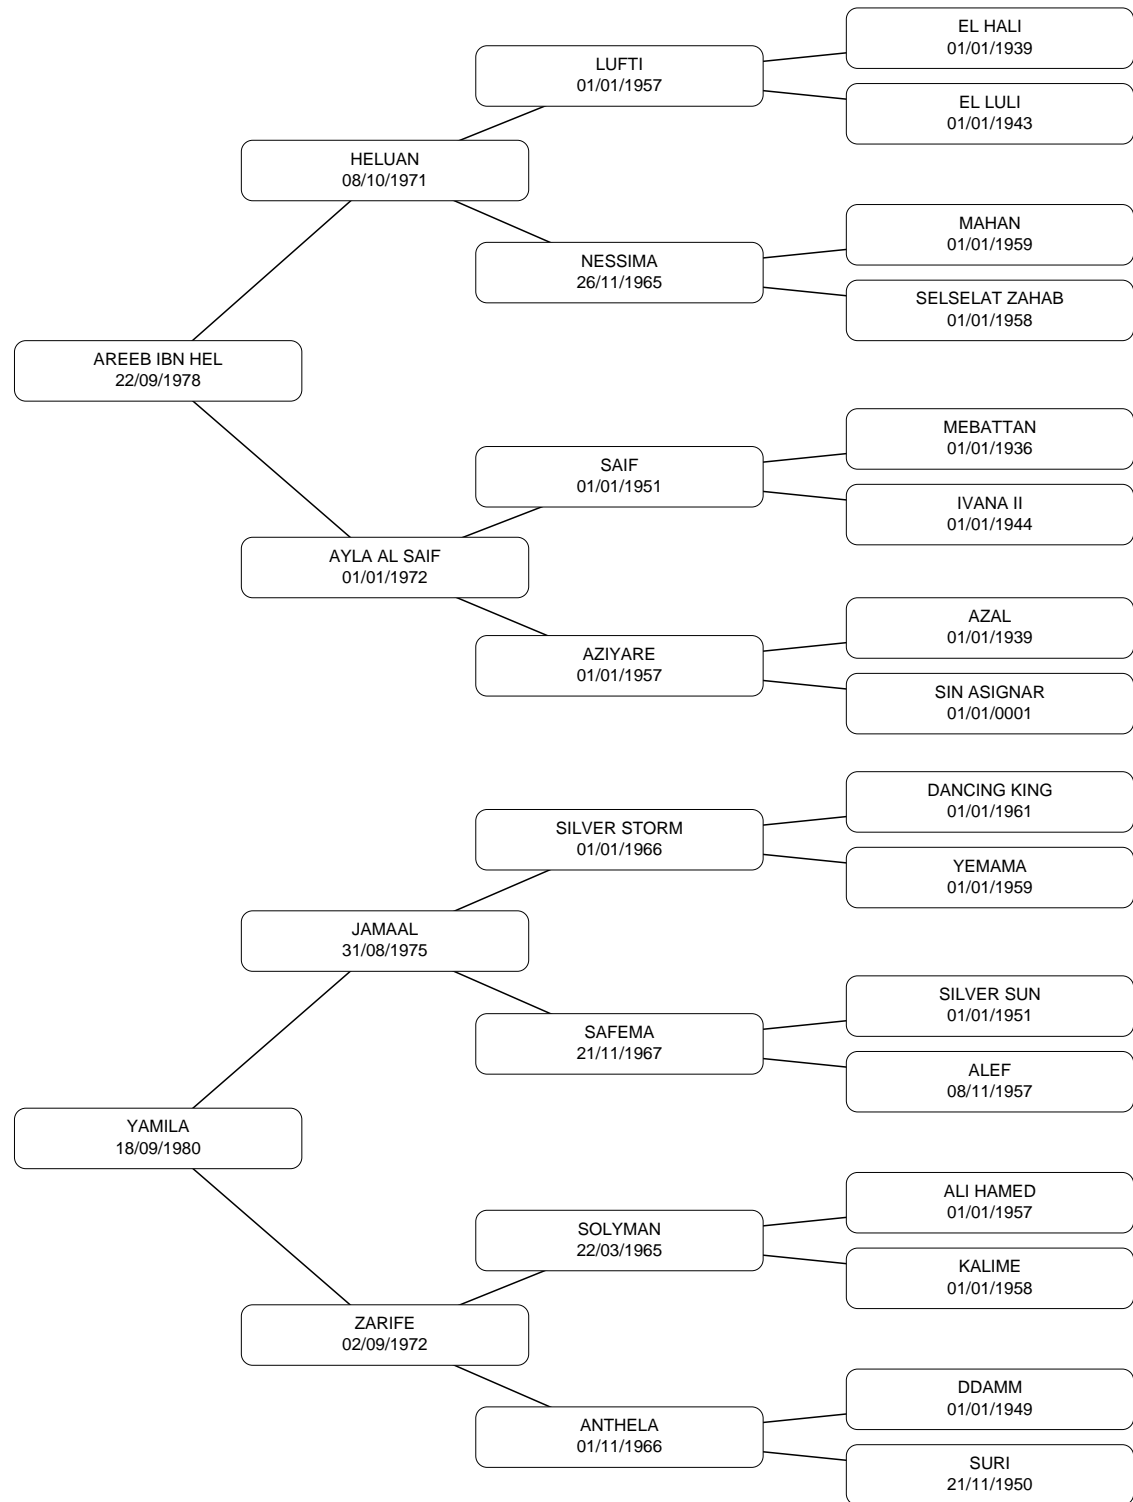 EL HALI
01/01/1939
LUFTI
01/01/1957
EL LULI
01/01/1943
HELUAN
08/10/1971
MAHAN
01/01/1959
NESSIMA
26/11/1965
SELSELAT ZAHAB
01/01/1958
AREEB IBN HEL
22/09/1978
MEBATTAN
01/01/1936
SAIF
01/01/1951
IVANA II
01/01/1944
AYLA AL SAIF
01/01/1972
AZAL
01/01/1939
AZIYARE
01/01/1957
SIN ASIGNAR
01/01/0001
DANCING KING
01/01/1961
SILVER STORM
01/01/1966
YEMAMA
01/01/1959
JAMAAL
31/08/1975
SILVER SUN
01/01/1951
SAFEMA
21/11/1967
ALEF
08/11/1957
YAMILA
18/09/1980
ALI HAMED
01/01/1957
SOLYMAN
22/03/1965
KALIME
01/01/1958
ZARIFE
02/09/1972
DDAMM
01/01/1949
ANTHELA
01/11/1966
SURI
21/11/1950